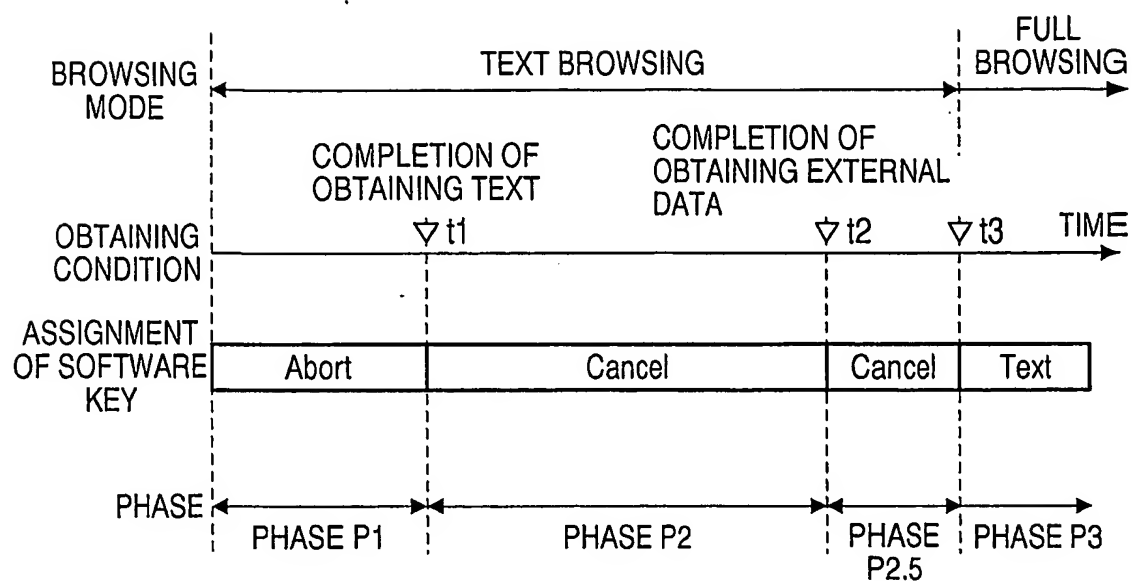 FULL
BROWSING
TEXT BROWSING
BROWSING
MODE
COMPLETION OF
OBTAINING TEXT
COMPLETION OF
OBTAINING EXTERNAL
DATA
t1
t2
t3
TIME
OBTAINING
CONDITION
ASSIGNMENT
OF SOFTWARE
KEY
Abort
Cancel
Cancel
Text
PHASE
PHASE P1
PHASE P2
PHASE
P2.5
PHASE P3